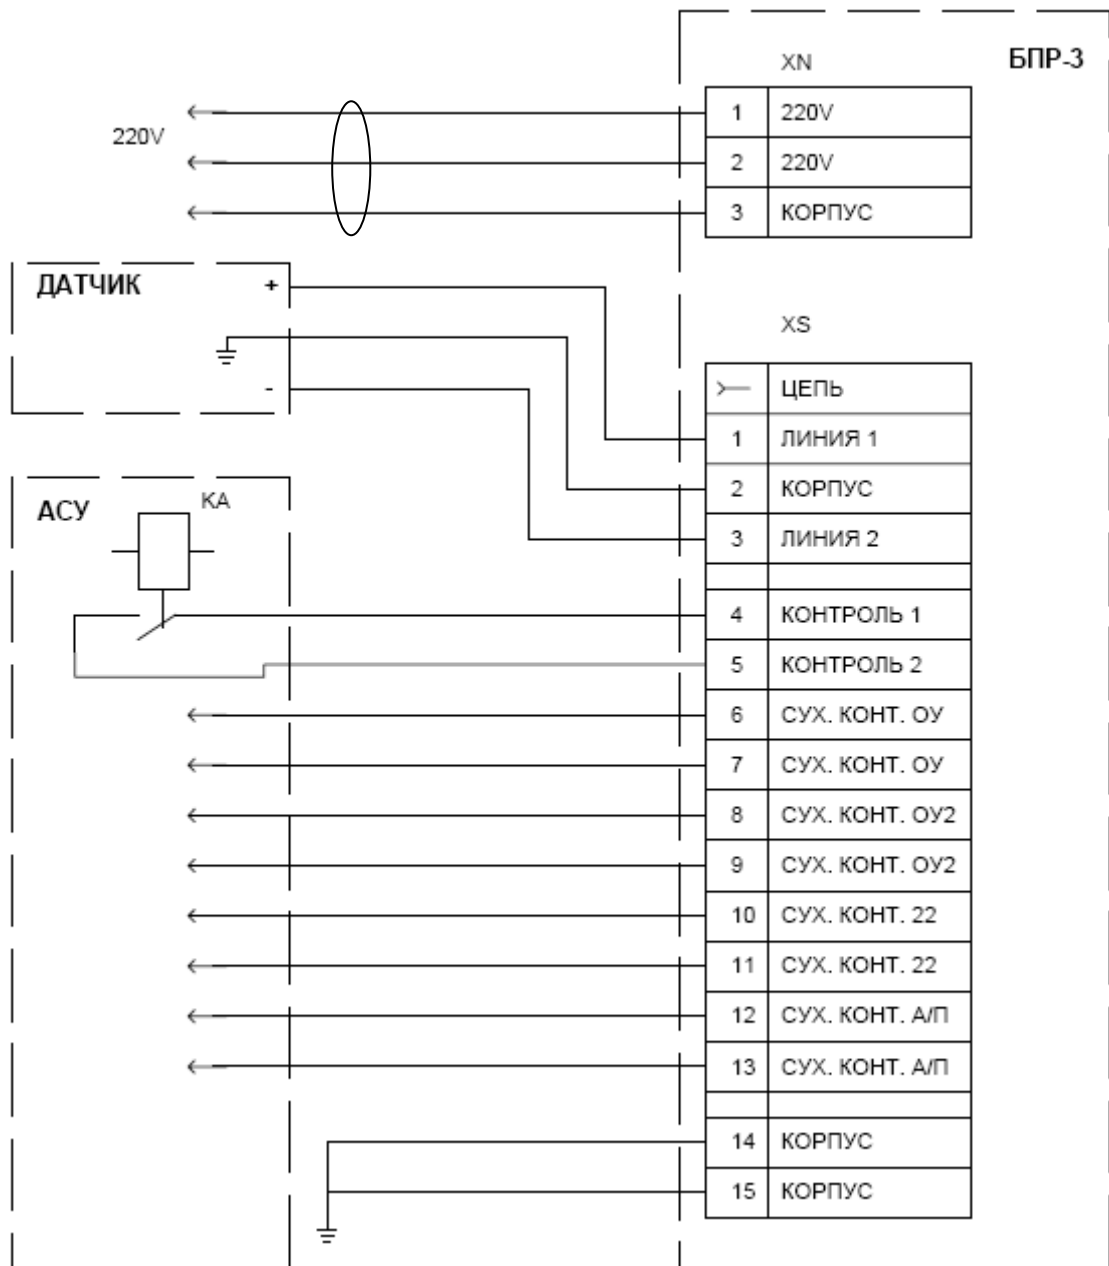 БПР-3
XN
220V
1 220V
2 220V
3 КОРПУС
ДАТЧИК +
-
XS
ЦЕПЬ
1 ЛИНИЯ 1
2 КОРПУС
3 ЛИНИЯ 2
АСУ КА
4 КОНТРОЛЬ 1
5 КОНТРОЛЬ 2
6 СУХ. КОНТ. ОУ
7 СУХ. КОНТ. ОУ
8 СУХ. КОНТ. ОУ2
9 СУХ. КОНТ. ОУ2
10 СУХ. КОНТ. 22
11 СУХ. КОНТ. 22
12 СУХ. КОНТ. А/П
13 СУХ. КОНТ. А/П
14 КОРПУС
15 КОРПУС